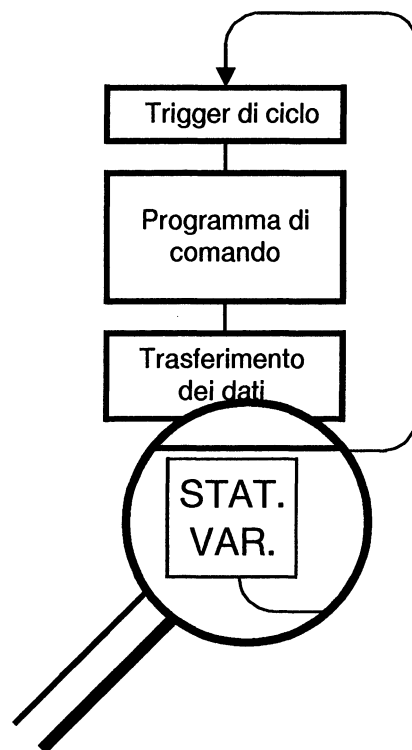 Trigger di ciclo
Programma di
comando
Trasferimento
dei dati
STAT.
VAR.